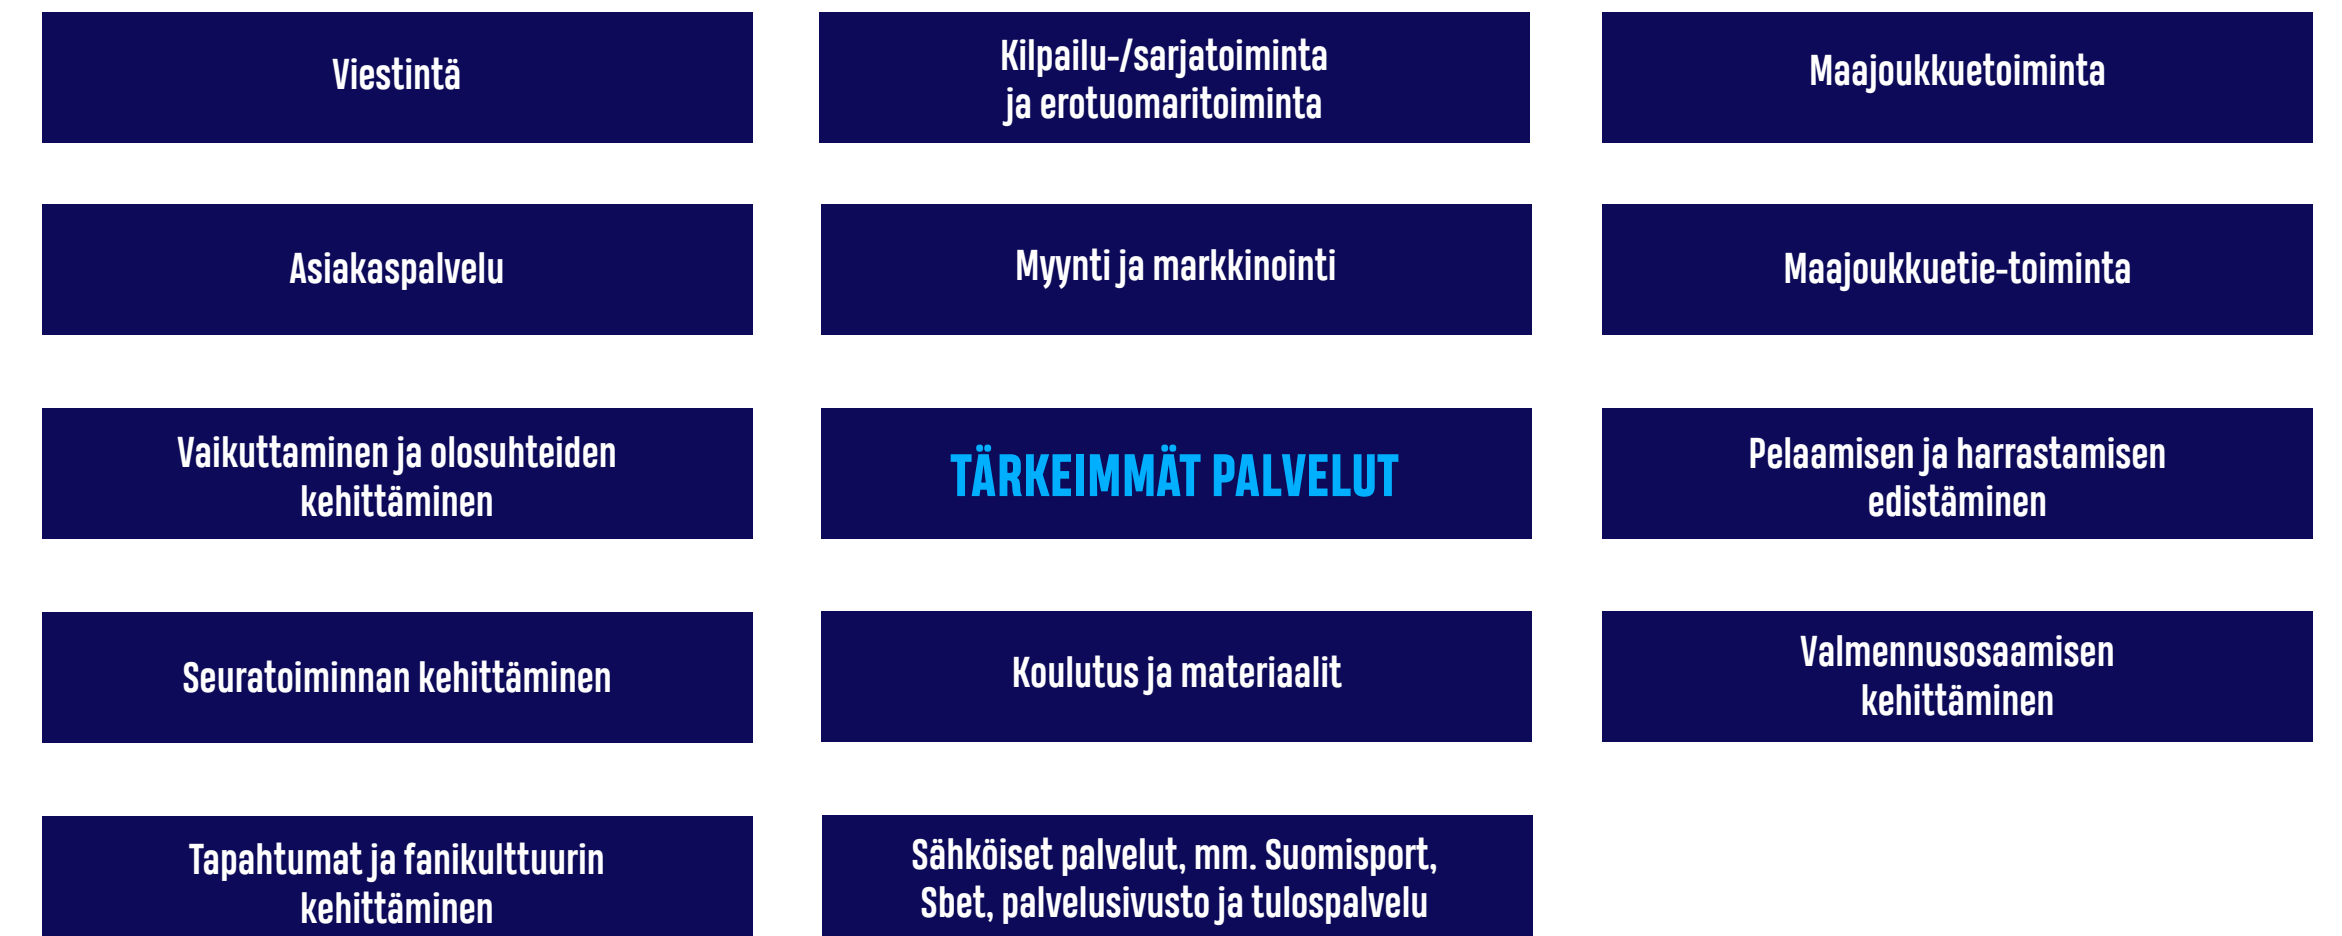 Viestintä
Kilpailu-/sarjatoiminta
ja erotuomaritoiminta
Maajoukkuetoiminta
Asiakaspalvelu
Myynti ja markkinointi
Maajoukkuetie-toiminta
Vaikuttaminen ja olosuhteiden
kehittäminen
TÄRKEIMMÄT PALVELUT
Pelaamisen ja harrastamisen
edistäminen
Seuratoiminnan kehittäminen
Koulutus ja materiaalit
Valmennusosaamisen
kehittäminen
Tapahtumat ja fanikulttuurin
kehittäminen
Sähköiset palvelut, mm. Suomisport,
Sbet, palvelusivusto ja tulospalvelu